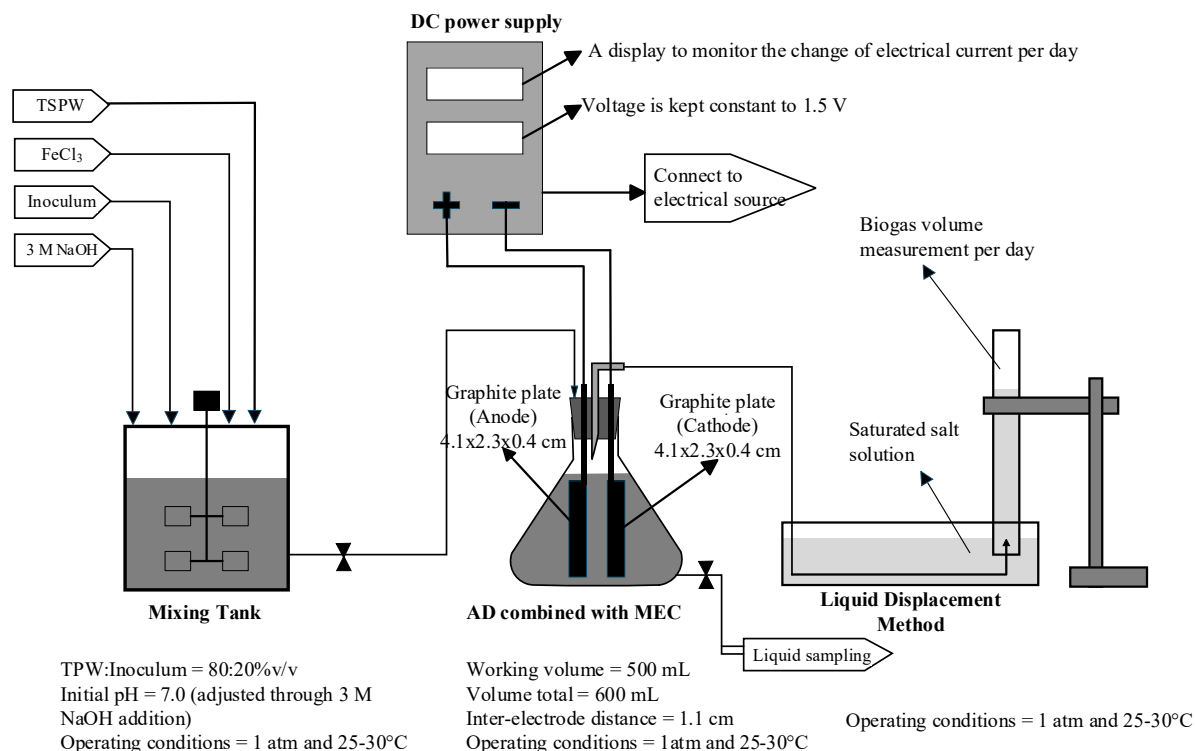 DC power supply
A display to monitor the change of electrical current per day
Voltage is kept constant to 1.5 V
TSPW
FeCl₃
Inoculum
3 M NaOH
Connect to
electrical source
Biogas volume
measurement per day
Graphite plate
(Anode)
4.1x2.3x0.4 cm
Graphite plate
(Cathode)
4.1x2.3x0.4 cm
Saturated salt
solution
Mixing Tank
AD combined with MEC
Liquid Displacement
Method
Liquid sampling
TPW:Inoculum = 80:20%v/v
Initial pH = 7.0 (adjusted through 3 M
NaOH addition)
Operating conditions = 1 atm and 25-30°C
Working volume = 500 mL
Volume total = 600 mL
Inter-electrode distance = 1.1 cm
Operating conditions = 1atm and 25-30°C
Operating conditions = 1 atm and 25-30°C